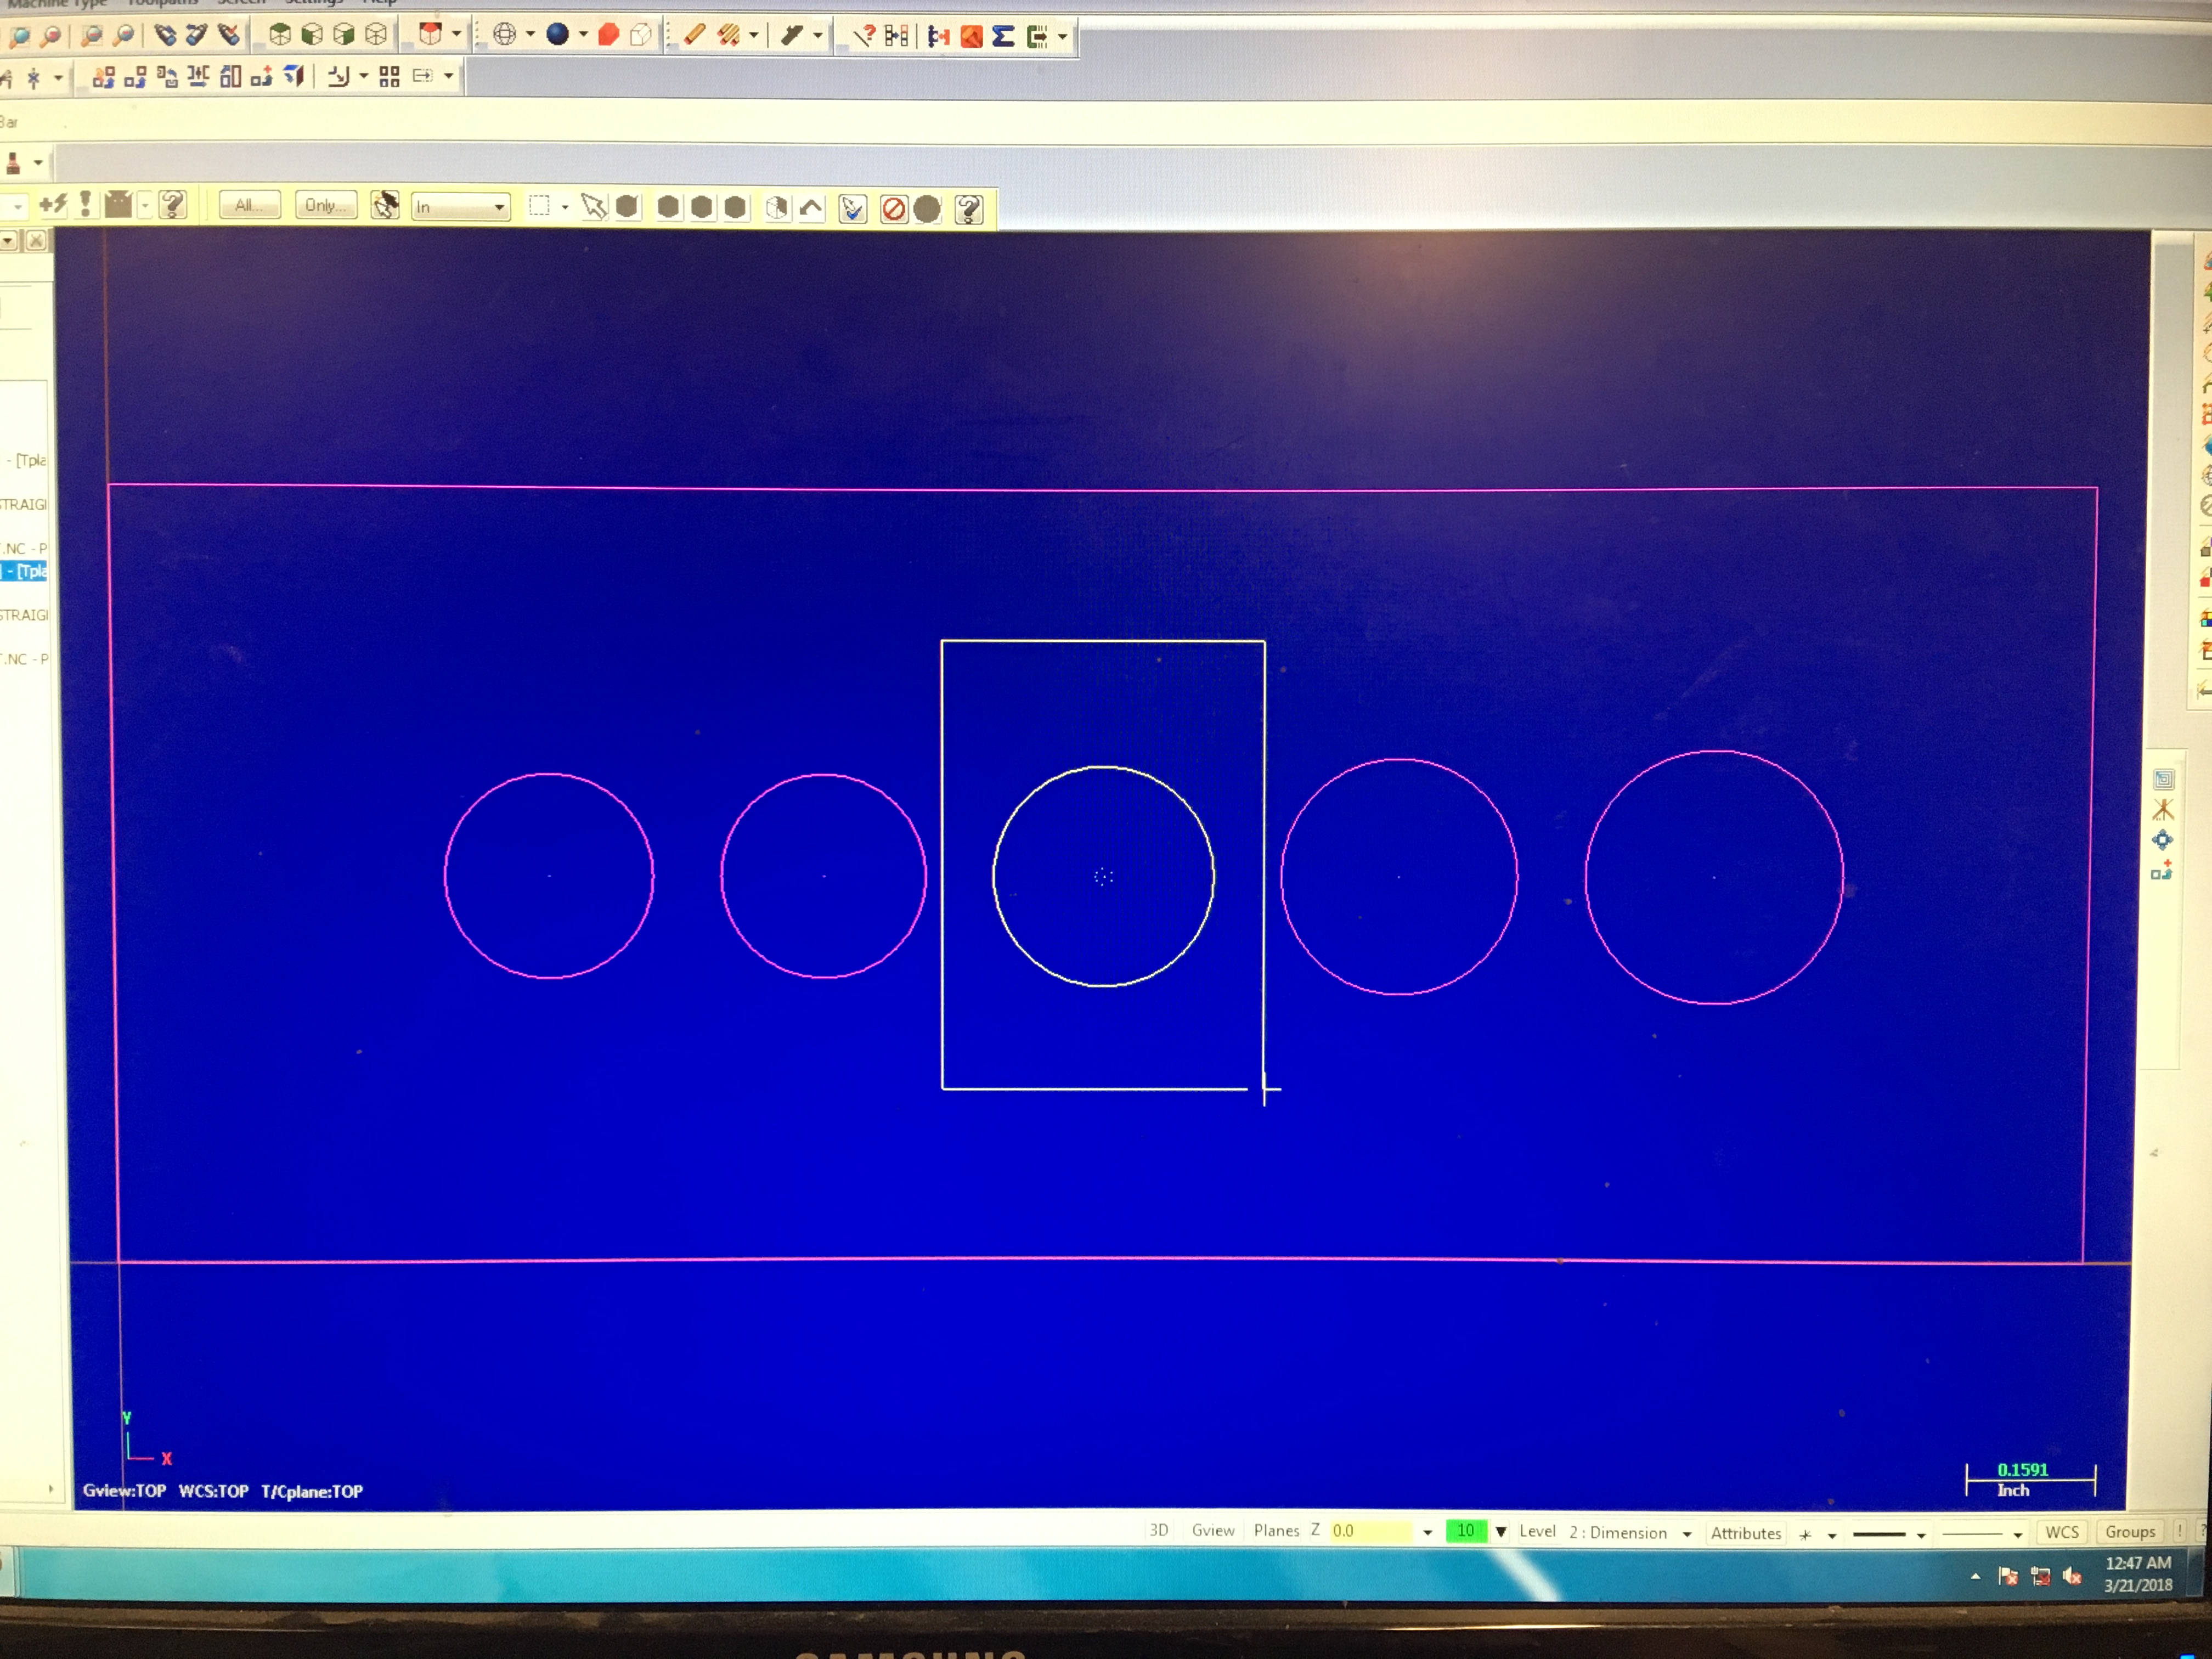 Machine Type Toolpaths Screen Settings Help
Bar
All... Only... In
- [Tpla
STRAIG
T.NC - P
- [Tpla
STRAIG
T.NC - P
Y
X
0.1591
Inch
Gview:TOP WCS:TOP T/Cplane:TOP
3D Gview Planes Z 0.0 10 Level 2 : Dimension Attributes WCS Groups ! ?
12:47 AM
3/21/2018
SAMSUNG